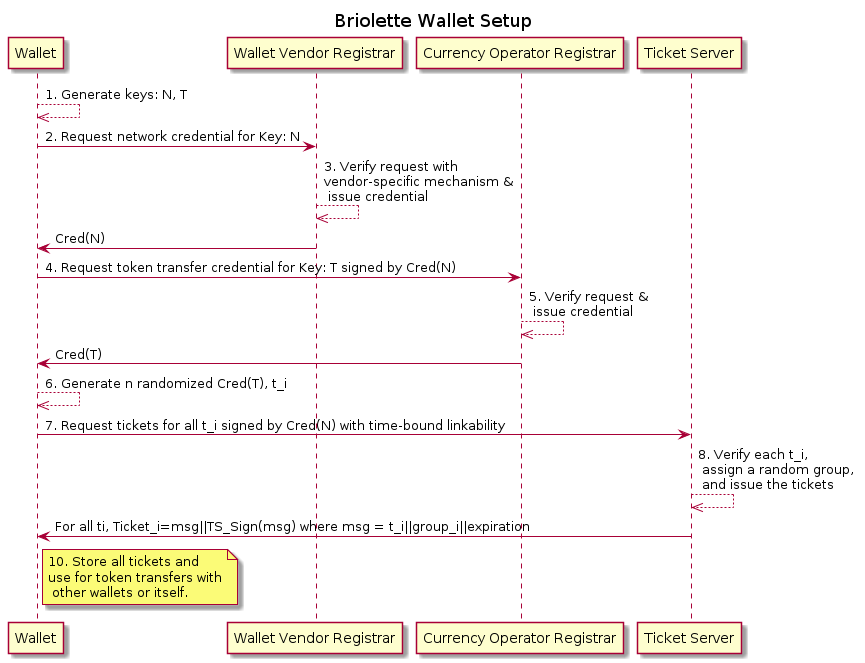 Briolette Wallet Setup
Wallet
Wallet Vendor Registrar
Currency Operator Registrar
Ticket Server
1. Generate keys: N, T
2. Request network credential for Key: N
3. Verify request with
vendor-specific mechanism &
issue credential
Cred(N)
4. Request token transfer credential for Key: T signed by Cred(N)
5. Verify request &
issue credential
Cred(T)
6. Generate n randomized Cred(T), t_i
7. Request tickets for all t_i signed by Cred(N) with time-bound linkability
8. Verify each t_i,
assign a random group,
and issue the tickets
For all ti, Ticket_i=msg||TS_Sign(msg) where msg = t_i||group_i||expiration
10. Store all tickets and
use for token transfers with
other wallets or itself.
Wallet
Wallet Vendor Registrar
Currency Operator Registrar
Ticket Server